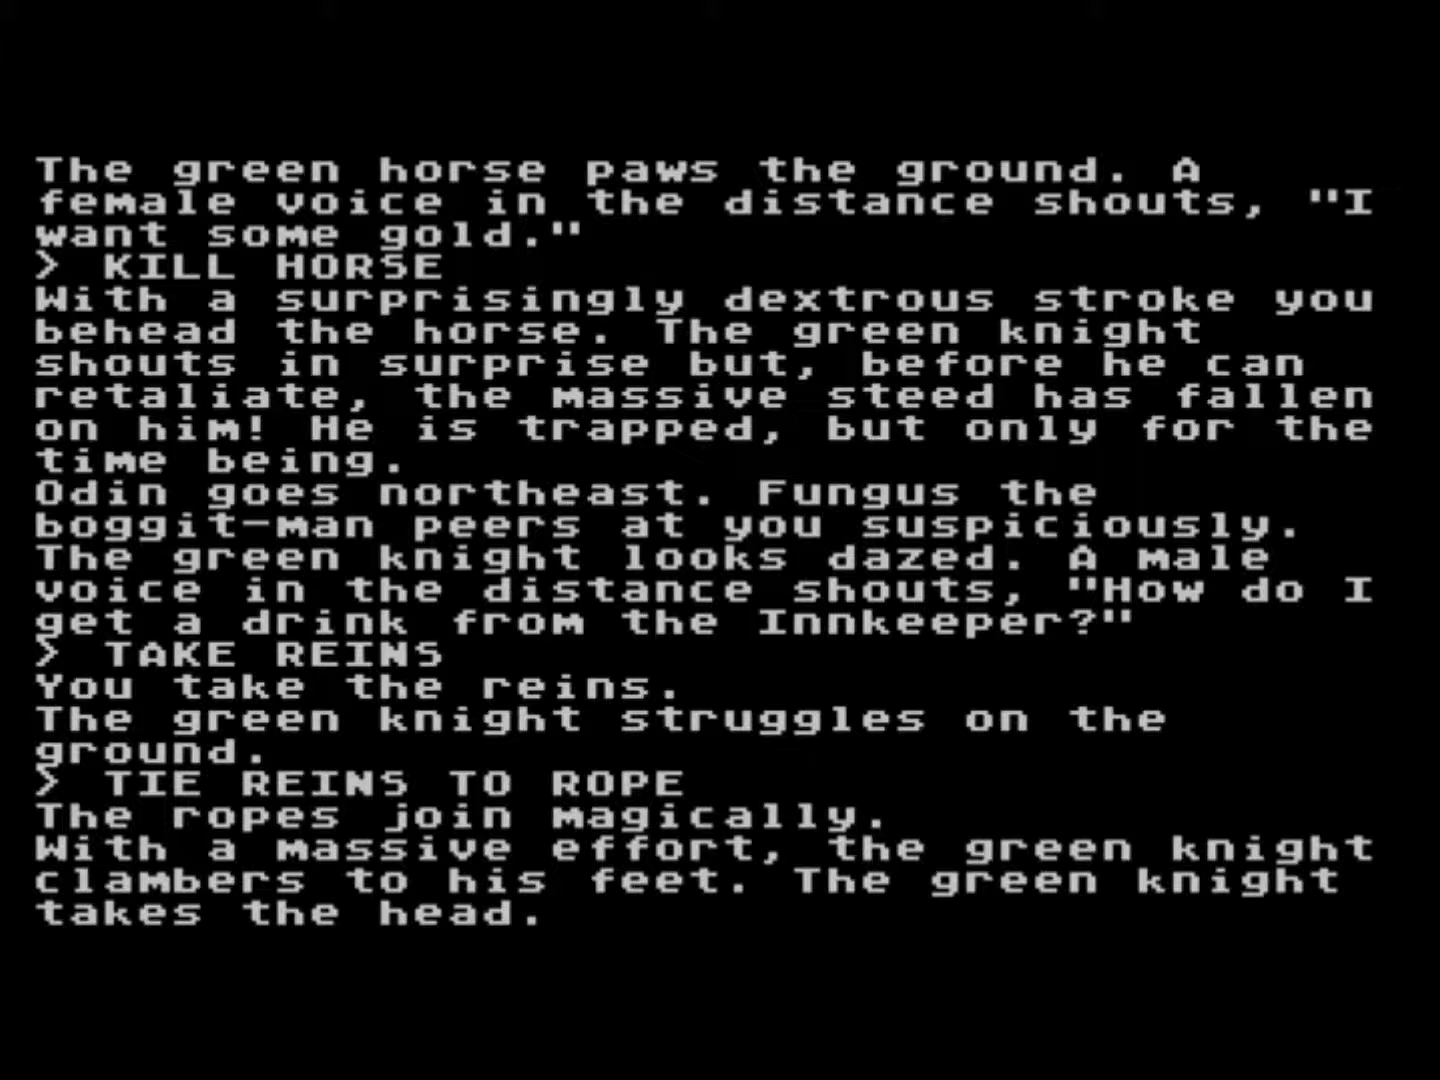 The green horse paws the ground. A
female voice in the distance shouts, "I
want some gold."
> KILL HORSE
With a surprisingly dextrous stroke you
behead the horse. The green knight
shouts in surprise but, before he can
retaliate, the massive steed has fallen
on him! He is trapped, but only for the
time being.
Odin goes northeast. Fungus the
boggit-man peers at you suspiciously.
The green knight looks dazed. A male
voice in the distance shouts, "How do I
get a drink from the Innkeeper?"
> TAKE REINS
You take the reins.
The green knight struggles on the
ground.
> TIE REINS TO ROPE
The ropes join magically.
With a massive effort, the green knight
clambers to his feet. The green knight
takes the head.